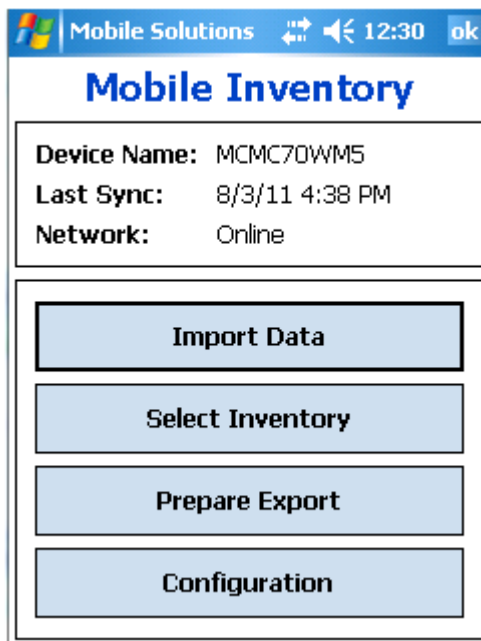 Mobile Solutions 12:30 ok
Mobile Inventory
Device Name: MCMC70WM5
Last Sync: 8/3/11 4:38 PM
Network: Online
Import Data
Select Inventory
Prepare Export
Configuration